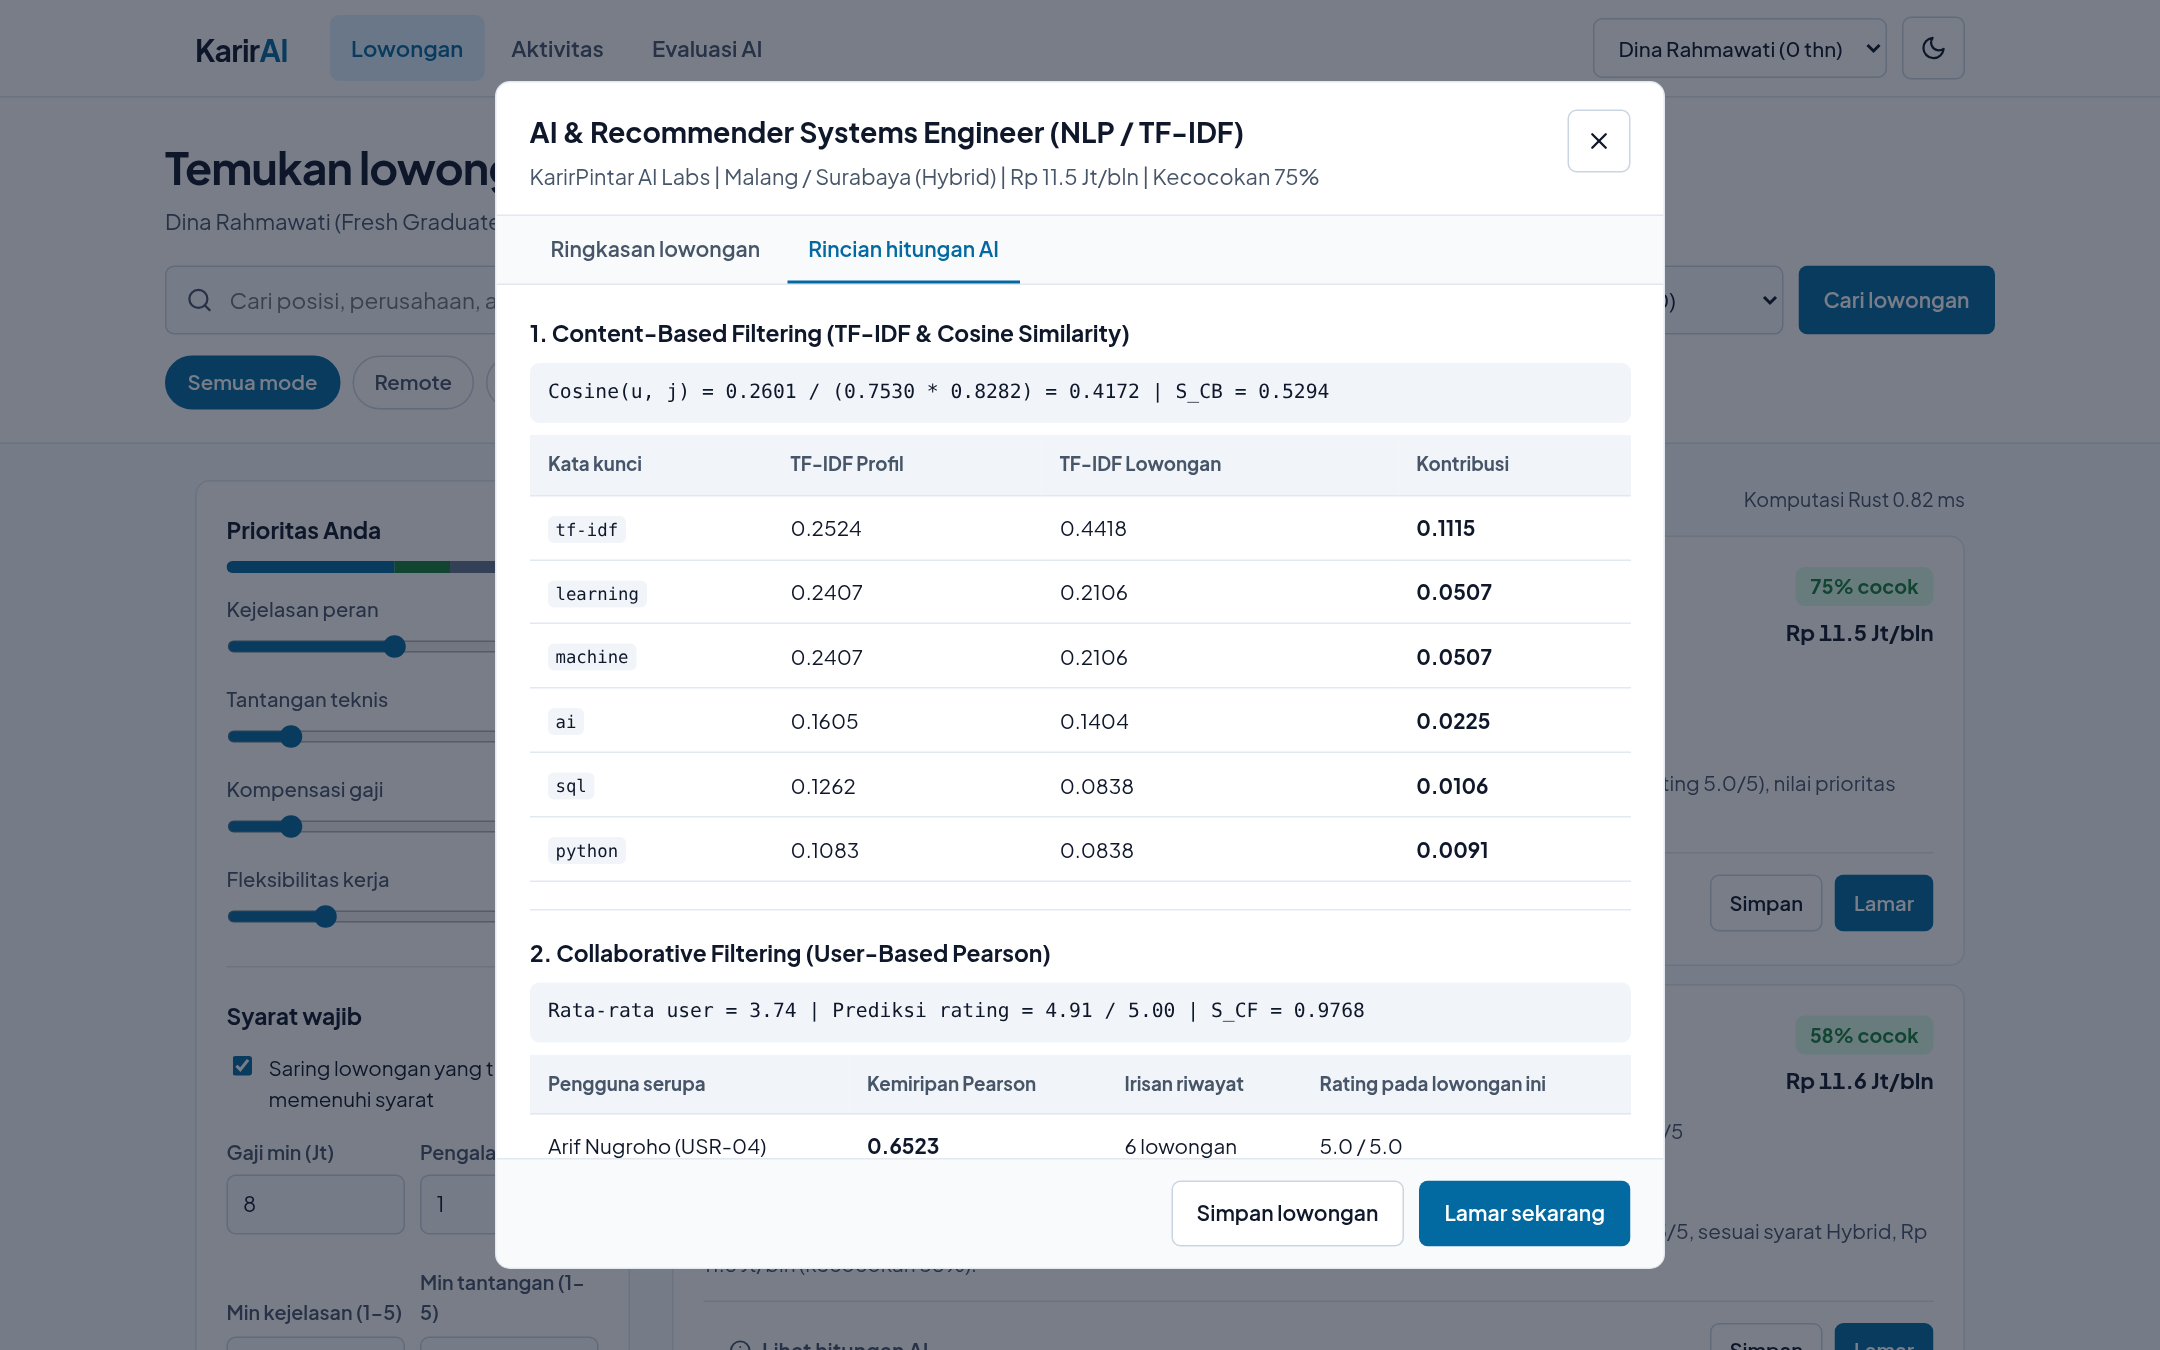 KarirAI
Lowongan
Aktivitas
Evaluasi AI
Dina Rahmawati (0 thn)
Temukan lowong
Dina Rahmawati (Fresh Graduate
Cari posisi, perusahaan, a
Cari lowongan
Semua mode
Remote
Komputasi Rust 0.82 ms
Prioritas Anda
Kejelasan peran
Tantangan teknis
Kompensasi gaji
Fleksibilitas kerja
Syarat wajib
Saring lowongan yang t
memenuhi syarat
Gaji min (Jt)
Pengala
8
1
Min kejelasan (1-5)
Min tantangan (1-
5)
AI & Recommender Systems Engineer (NLP / TF-IDF)
KarirPintar AI Labs | Malang / Surabaya (Hybrid) | Rp 11.5 Jt/bln | Kecocokan 75%
Ringkasan lowongan
Rincian hitungan AI
1. Content-Based Filtering (TF-IDF & Cosine Similarity)
Cosine(u, j) = 0.2601 / (0.7530 * 0.8282) = 0.4172 | S_CB = 0.5294
Kata kunci TF-IDF Profil TF-IDF Lowongan Kontribusi
tf-idf 0.2524 0.4418 0.1115
learning 0.2407 0.2106 0.0507
machine 0.2407 0.2106 0.0507
ai 0.1605 0.1404 0.0225
sql 0.1262 0.0838 0.0106
python 0.1083 0.0838 0.0091
2. Collaborative Filtering (User-Based Pearson)
Rata-rata user = 3.74 | Prediksi rating = 4.91 / 5.00 | S_CF = 0.9768
Pengguna serupa Kemiripan Pearson Irisan riwayat Rating pada lowongan ini
Arif Nugroho (USR-04) 0.6523 6 lowongan 5.0 / 5.0
Simpan lowongan
Lamar sekarang
75% cocok
Rp 11.5 Jt/bln
ting 5.0/5), nilai prioritas
Simpan
Lamar
58% cocok
Rp 11.6 Jt/bln
/5
/5, sesuai syarat Hybrid, Rp
Lihat hitungan AI
Simpan
Lamar